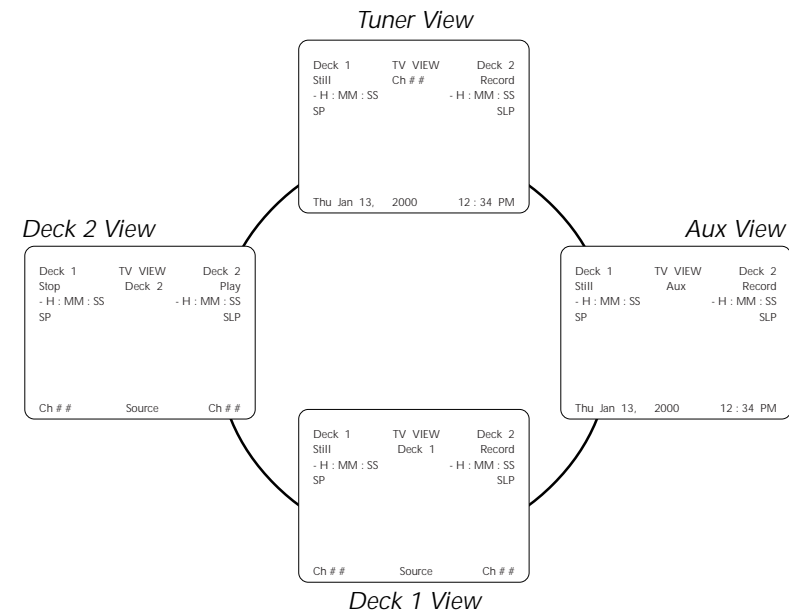 Tuner View
Deck 1 TV VIEW Deck 2
Still Ch # # Record
- H : MM : SS - H : MM : SS
SP SLP
Thu Jan 13, 2000 12 : 34 PM
Deck 2 View
Deck 1 TV VIEW Deck 2
Stop Deck 2 Play
- H : MM : SS - H : MM : SS
SP SLP
Ch # # Source Ch # #
Aux View
Deck 1 TV VIEW Deck 2
Still Aux Record
- H : MM : SS - H : MM : SS
SP SLP
Thu Jan 13, 2000 12 : 34 PM
Deck 1 TV VIEW Deck 2
Still Deck 1 Record
- H : MM : SS - H : MM : SS
SP SLP
Ch # # Source Ch # #
Deck 1 View